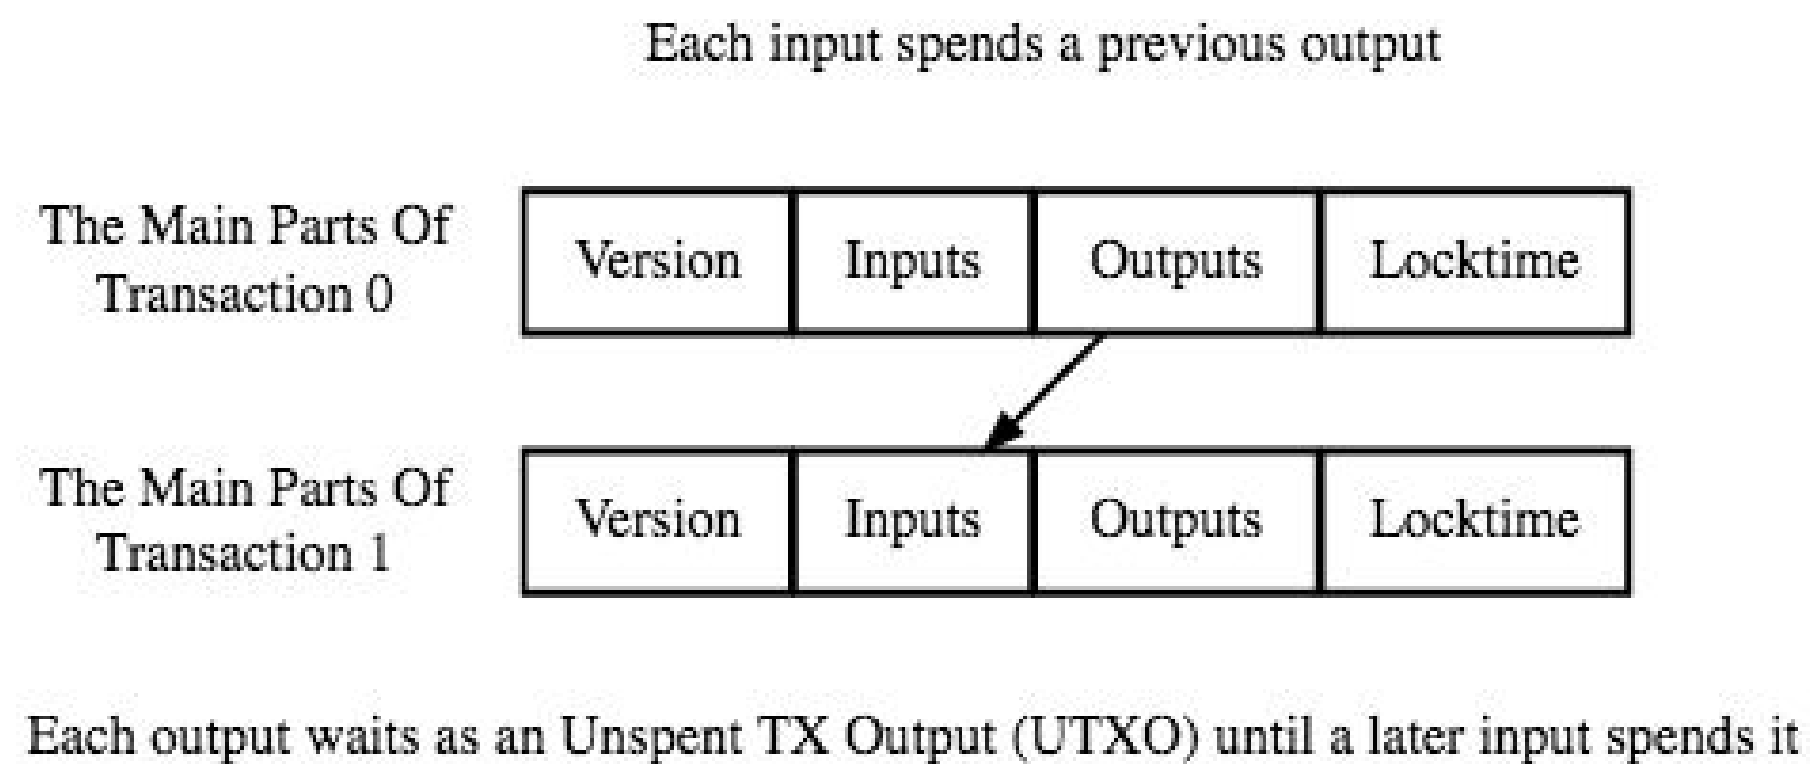 Each input spends a previous output
The Main Parts Of
Transaction 0
Version Inputs Outputs Locktime
The Main Parts Of
Transaction 1
Version Inputs Outputs Locktime
Each output waits as an Unspent TX Output (UTXO) until a later input spends it